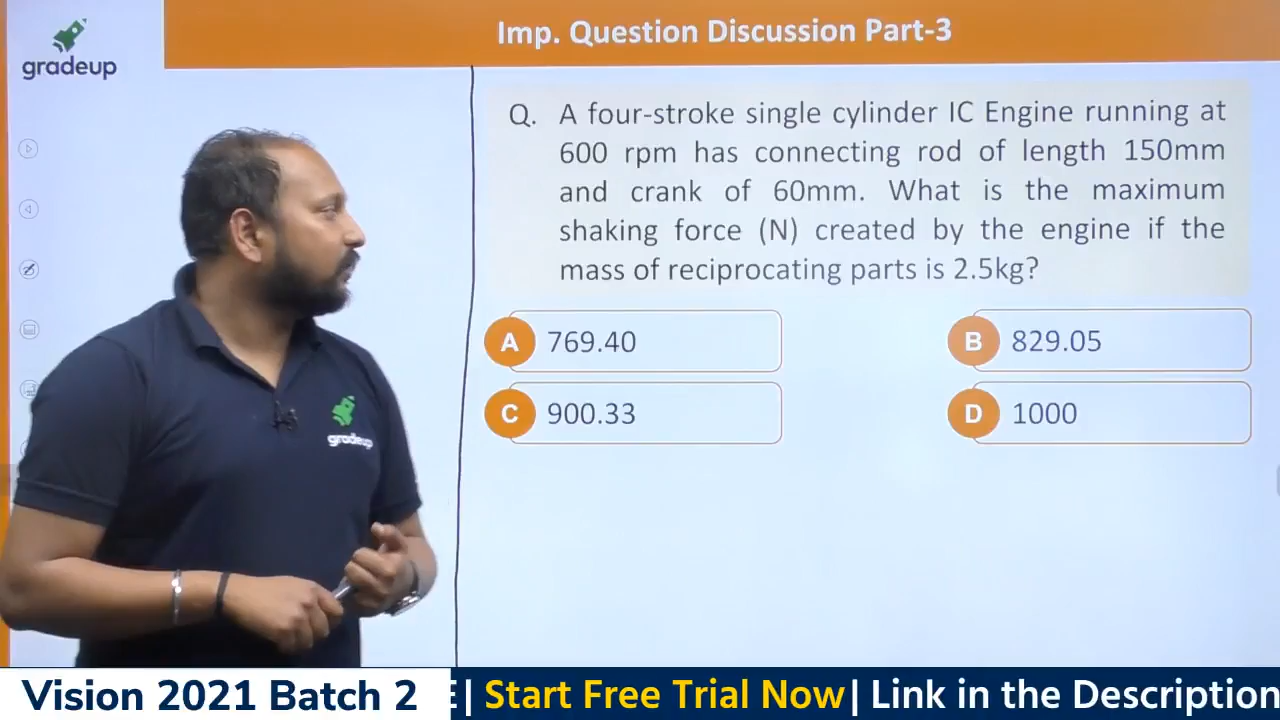 gradeup
Imp. Question Discussion Part-3
Q. A four-stroke single cylinder IC Engine running at
600 rpm has connecting rod of length 150mm
and crank of 60mm. What is the maximum
shaking force (N) created by the engine if the
mass of reciprocating parts is 2.5kg?
A 769.40
B 829.05
C 900.33
D 1000
gradeup
Vision 2021 Batch 2
E| Start Free Trial Now| Link in the Description